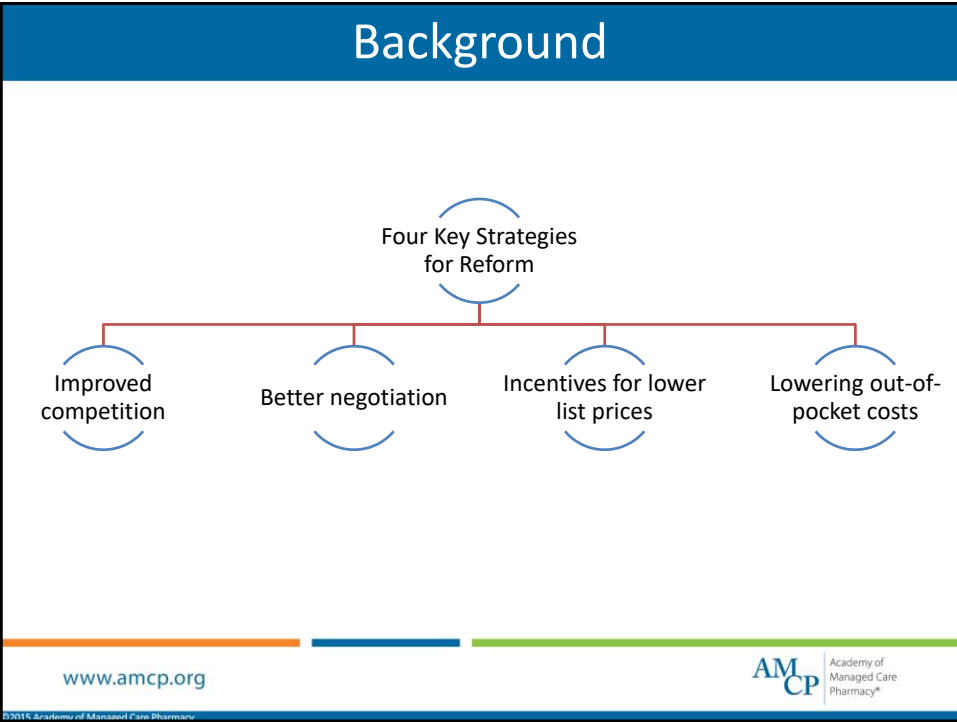 Background
Four Key Strategies
for Reform
Improved
competition
Better negotiation
Incentives for lower
list prices
Lowering out-of-
pocket costs
www.amcp.org
AMCP
Academy of
Managed Care
Pharmacy®
©2015 Academy of Managed Care Pharmacy